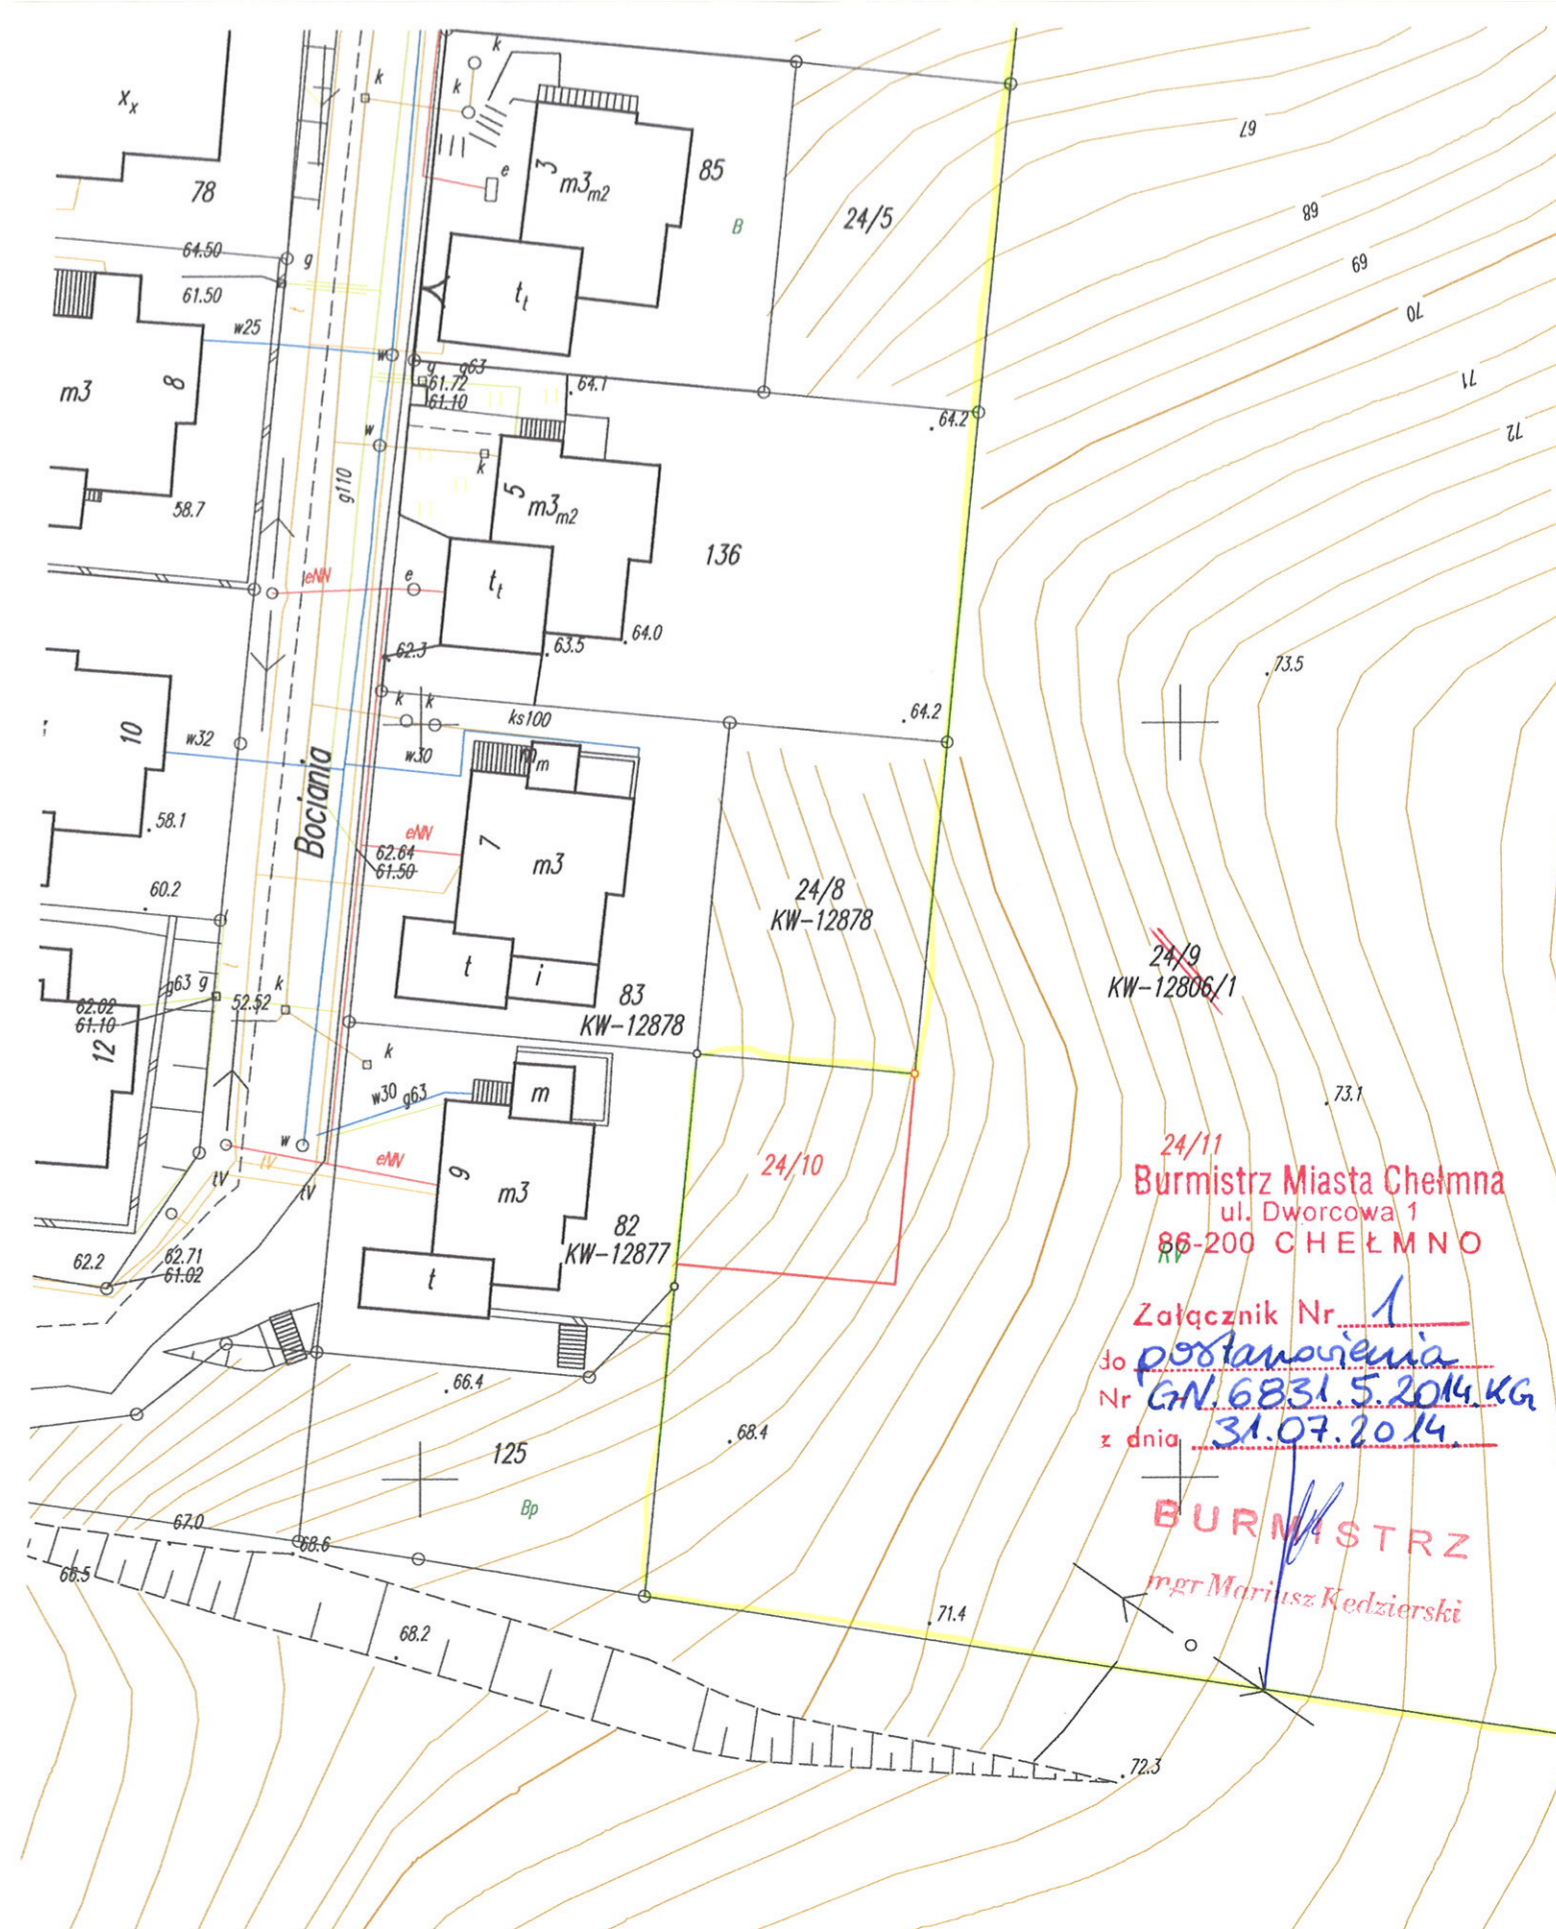 k
k
k
x x
78
e
3
m3 m2
85
B
24/5
67
68
69
70
71
72
64.50
g
61.50
t t
w25
m3
8
w
g
g63
61.72
61.10
64.1
64.2
w
k
g110
5
m3 m2
58.7
136
eNN
e
t t
62.3
63.5
64.0
73.5
64.2
10
w32
k
k
ks100
w30
m
Bociania
58.1
eNN
62.64
61.50
7
m3
24/8
KW-12878
60.2
24/9
KW-12806/1
t
i
g63
g
k
62.02
61.10
52.52
83
KW-12878
12
k
w30
g63
m
73.1
w
eNN
tV
tV
tV
9
m3
24/10
24/11
Burmistrz Miasta Chełmna
ul. Dworcowa 1
86-200 CHEŁMNO
RV
82
KW-12877
62.2
62.71
61.02
t
Załącznik Nr 1
do postanowienia
Nr GN.6831.5.2014.KG
z dnia 31.07.2014.
66.4
68.4
125
Bp
67.0
68.6
66.5
BURMISTRZ
mgr Mariusz Kędzierski
71.4
68.2
72.3